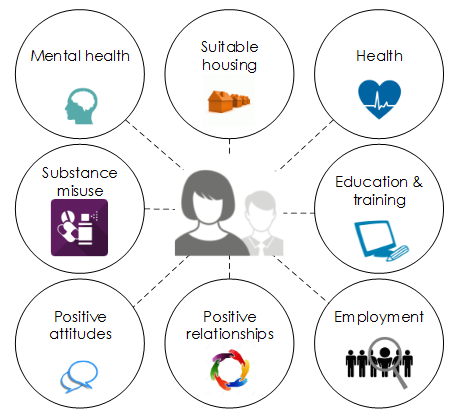 Mental health
Suitable
housing
Health
Substance
misuse
Education &
training
Positive
attitudes
Positive
relationships
Employment